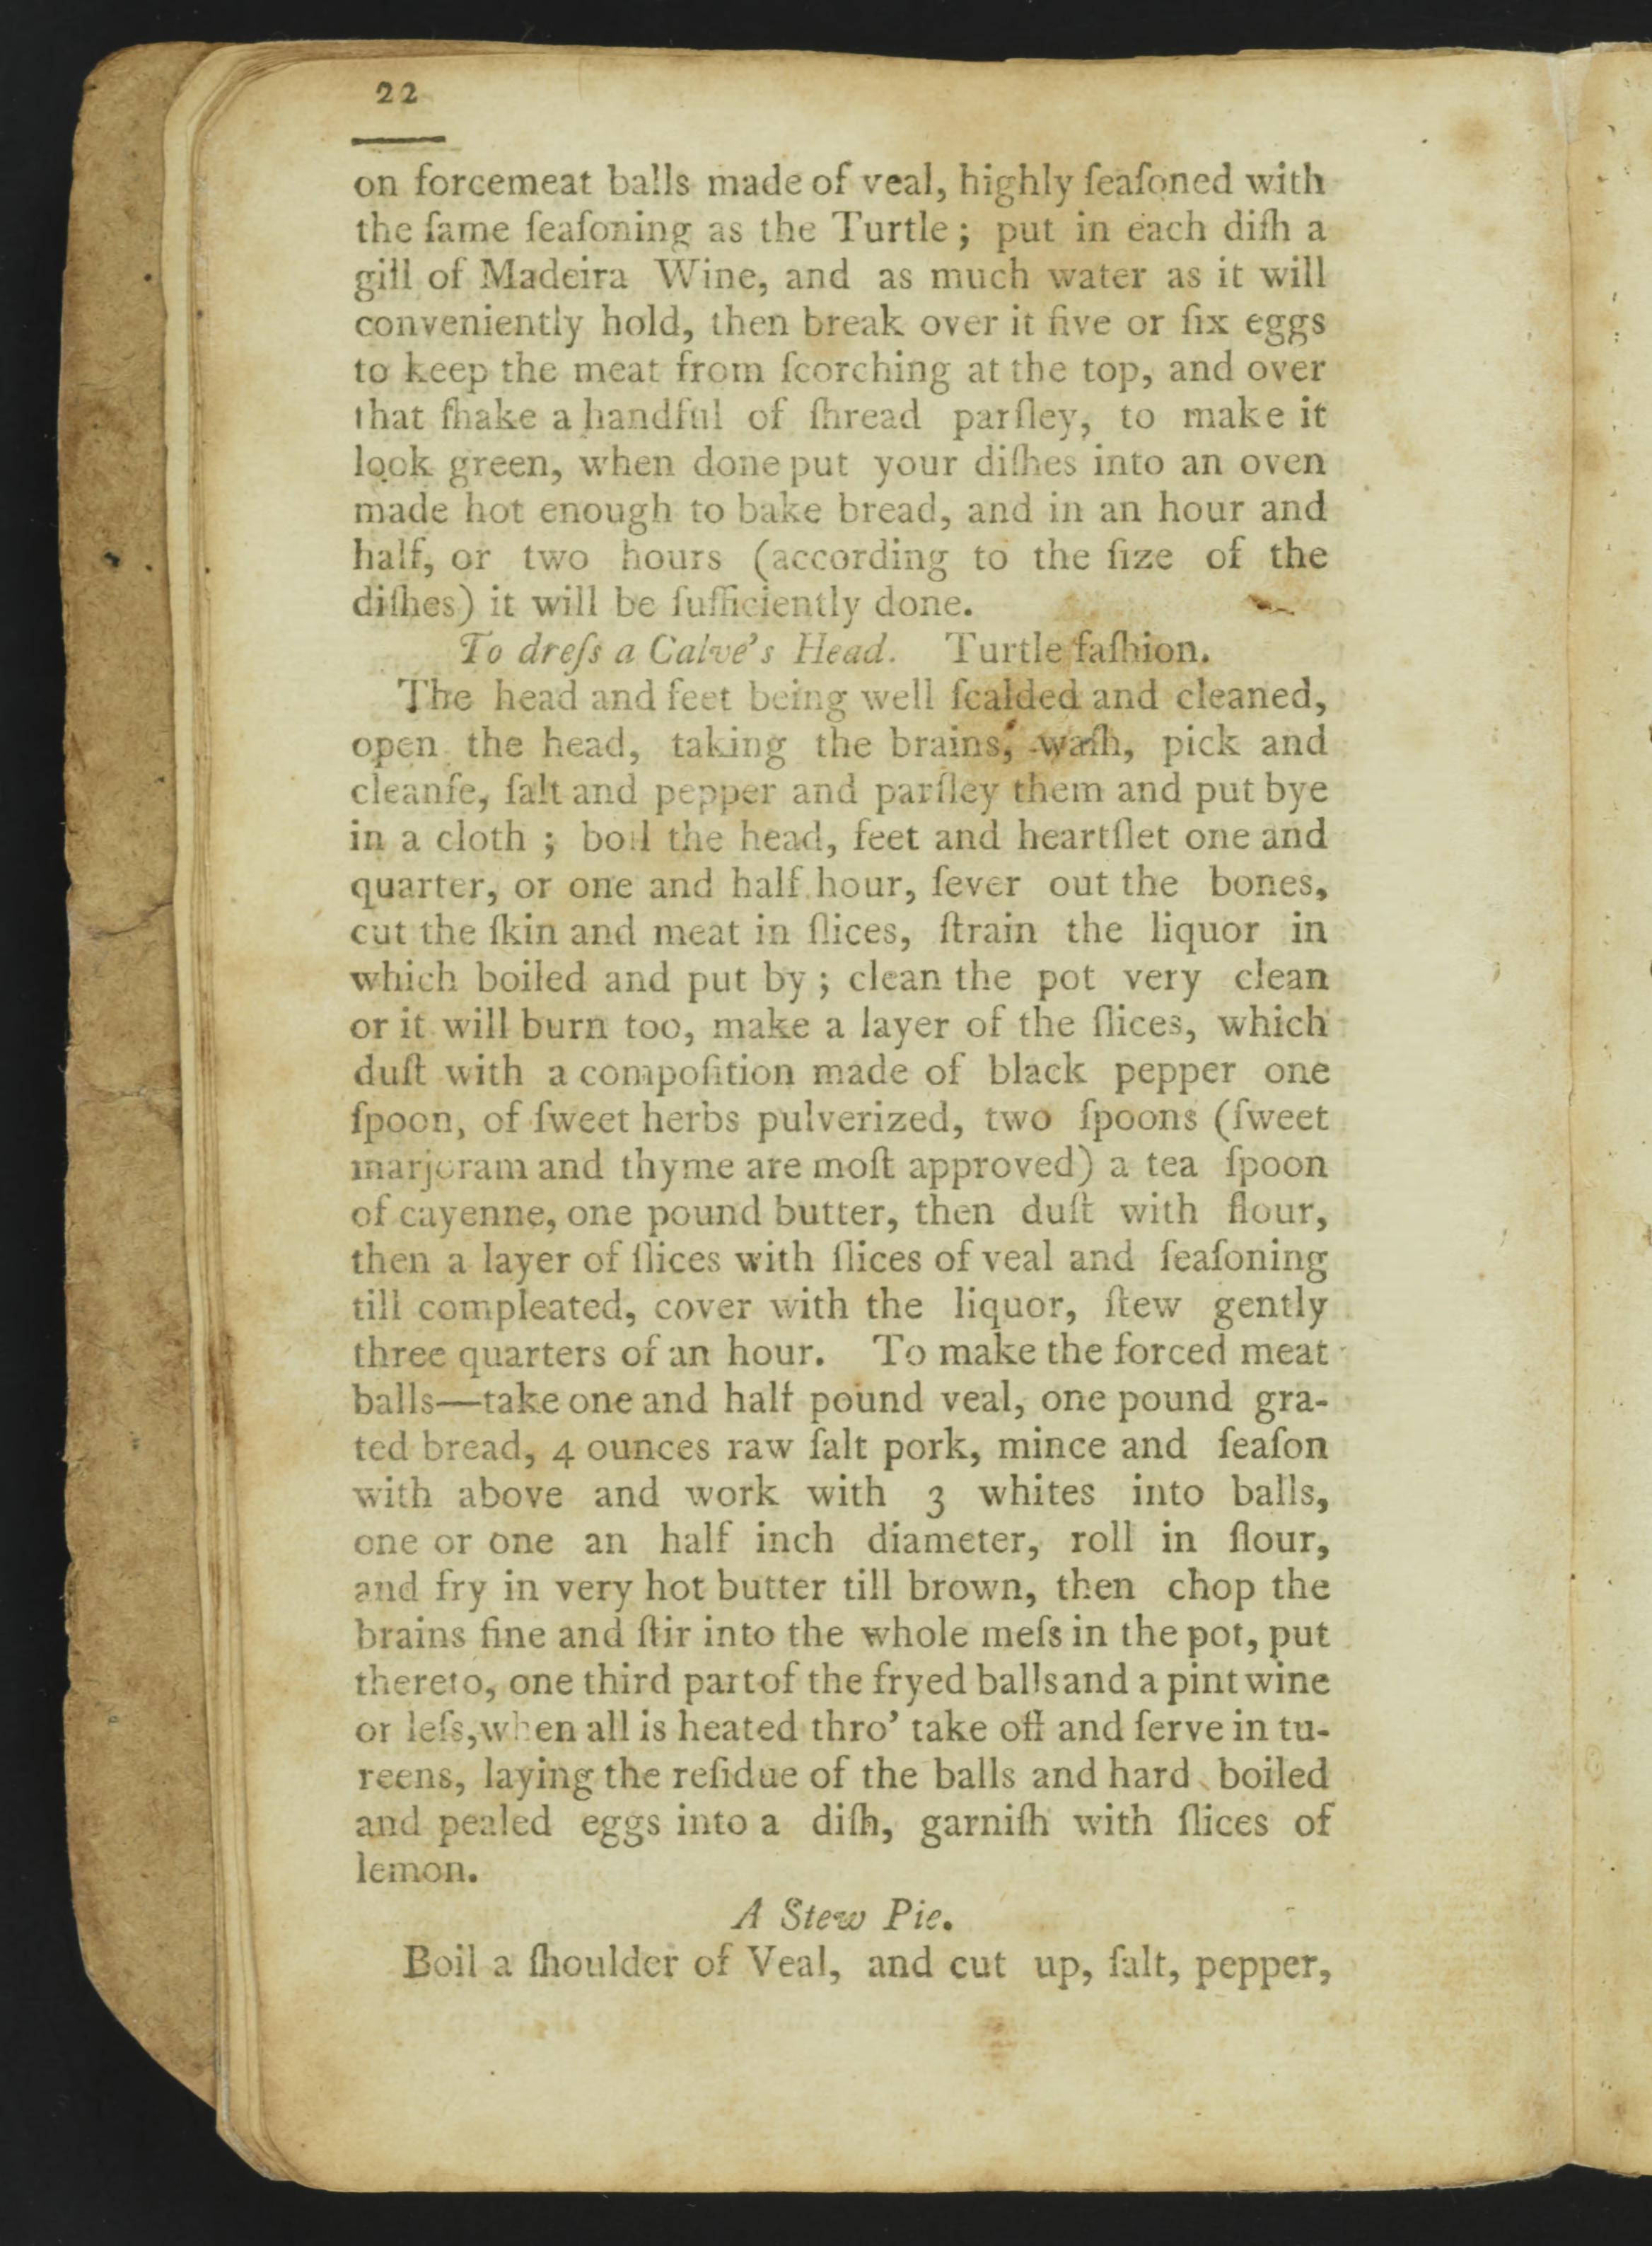 22
on forcemeat balls made of veal, highly ſeaſoned with
the ſame ſeaſoning as the Turtle; put in each diſh a
gill of Madeira Wine, and as much water as it will
conveniently hold, then break over it five or ſix eggs
to keep the meat from ſcorching at the top, and over
that ſhake a handful of ſhread parſley, to make it
look green, when done put your diſhes into an oven
made hot enough to bake bread, and in an hour and
half, or two hours (according to the ſize of the
diſhes) it will be ſufficiently done.
To dreſs a Calve's Head. Turtle faſhion.
The head and feet being well ſcalded and cleaned,
open the head, taking the brains, waſh, pick and
cleanſe, ſalt and pepper and parſley them and put bye
in a cloth; boil the head, feet and heartſlet one and
quarter, or one and half hour, ſever out the bones,
cut the ſkin and meat in ſlices, ſtrain the liquor in
which boiled and put by; clean the pot very clean
or it will burn too, make a layer of the ſlices, which
duſt with a compoſition made of black pepper one
ſpoon, of ſweet herbs pulverized, two ſpoons (ſweet
marjoram and thyme are moſt approved) a tea ſpoon
of cayenne, one pound butter, then duſt with flour,
then a layer of ſlices with ſlices of veal and ſeaſoning
till compleated, cover with the liquor, ſtew gently
three quarters of an hour. To make the forced meat
balls—take one and half pound veal, one pound gra-
ted bread, 4 ounces raw ſalt pork, mince and ſeaſon
with above and work with 3 whites into balls,
one or one an half inch diameter, roll in flour,
and fry in very hot butter till brown, then chop the
brains fine and ſtir into the whole meſs in the pot, put
thereto, one third part of the fryed balls and a pint wine
or leſs, when all is heated thro' take off and ſerve in tu-
reens, laying the reſidue of the balls and hard boiled
and pealed eggs into a diſh, garniſh with ſlices of
lemon.
A Stew Pie.
Boil a ſhoulder of Veal, and cut up, ſalt, pepper,